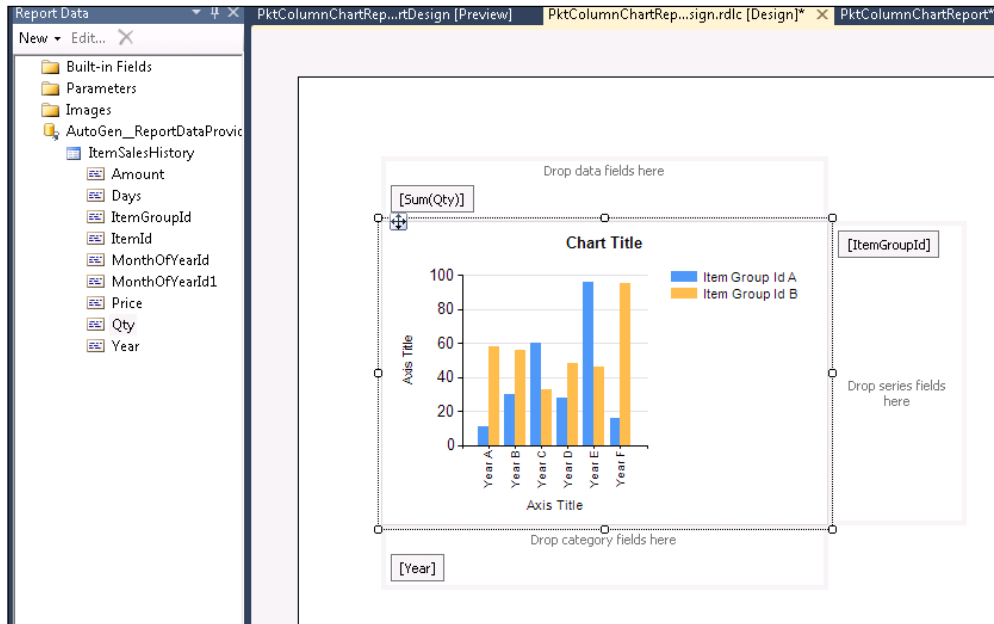 Report Data
PktColumnChartRep...rtDesign [Preview]
PktColumnChartRep...sign.rdlc [Design]*
PktColumnChartReport*
New
Edit...
Built-in Fields
Parameters
Images
AutoGen__ReportDataProvic
ItemSalesHistory
Amount
Days
ItemGroupId
ItemId
MonthOfYearId
MonthOfYearId1
Price
Qty
Year
Drop data fields here
[Sum(Qty)]
Chart Title
[ItemGroupId]
Item Group Id A
Item Group Id B
100
80
60
40
20
0
Axis Title
Year A
Year B
Year C
Year D
Year E
Year F
Axis Title
Drop series fields
here
Drop category fields here
[Year]